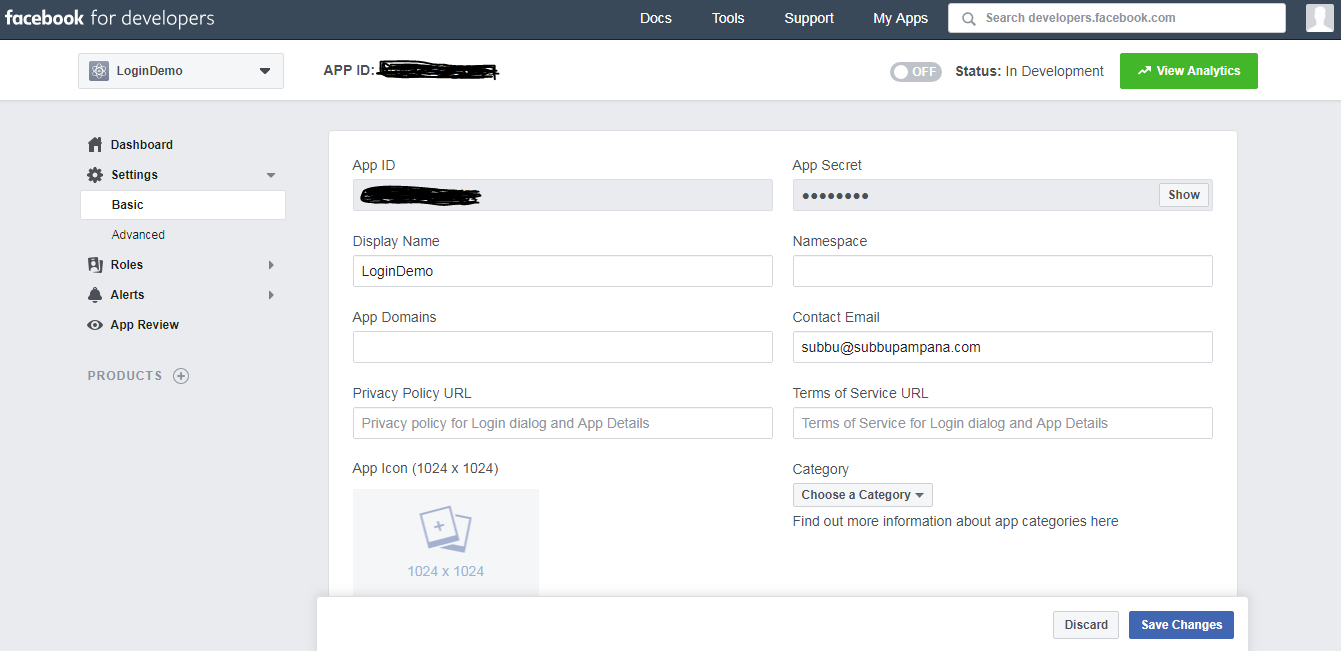 facebook for developers
Docs Tools Support My Apps Search developers.facebook.com
LoginDemo APP ID: OFF Status: In Development View Analytics
Dashboard
Settings
Basic
Advanced
Roles
Alerts
App Review
PRODUCTS
App ID App Secret
●●●●●●●● Show
Display Name Namespace
LoginDemo
App Domains Contact Email
subbu@subbupampana.com
Privacy Policy URL Terms of Service URL
Privacy policy for Login dialog and App Details Terms of Service for Login dialog and App Details
App Icon (1024 x 1024) Category
Choose a Category
Find out more information about app categories here
1024 x 1024
Discard Save Changes